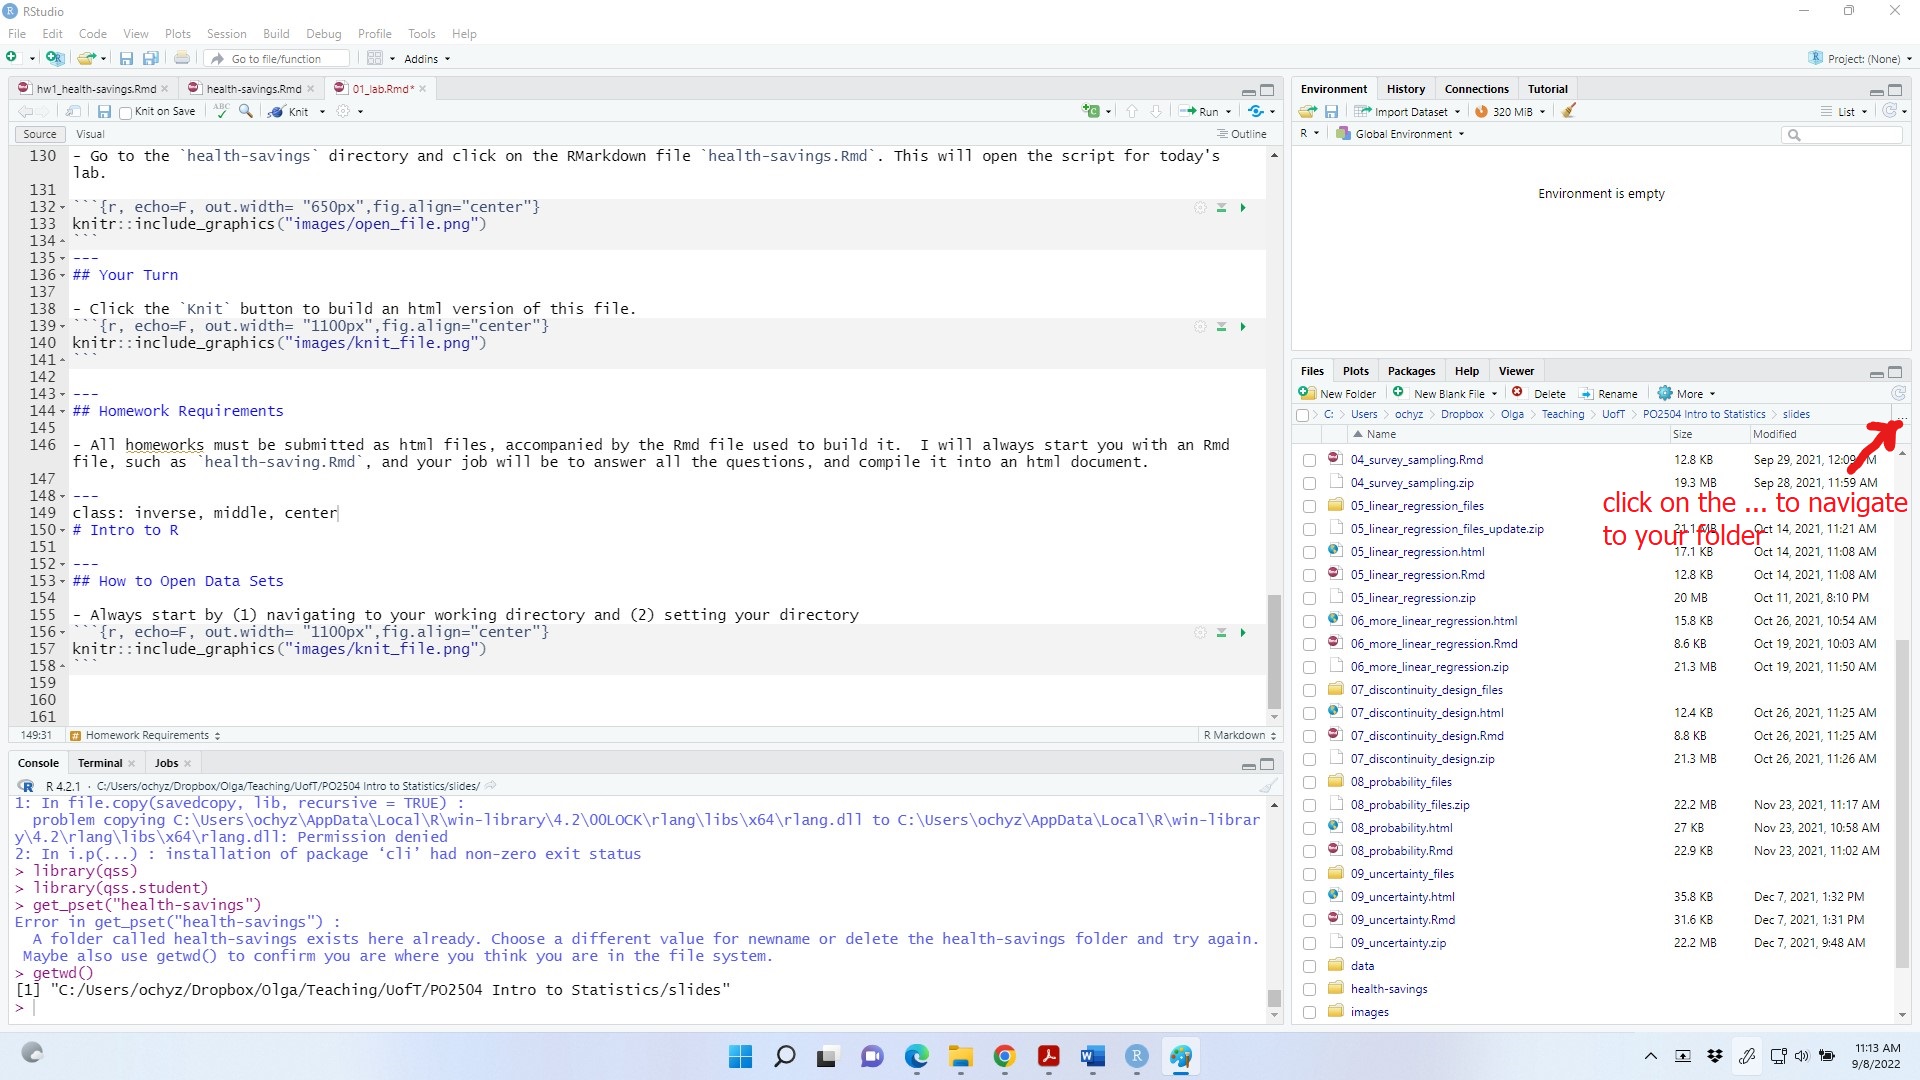 RStudio
File Edit Code View Plots Session Build Debug Profile Tools Help
Go to file/function Addins Project: (None)
hw1_health-savings.Rmd health-savings.Rmd 01_lab.Rmd*
Knit on Save ABC Knit Run
Source Visual Outline
130 - Go to the `health-savings` directory and click on the RMarkdown file `health-savings.Rmd`. This will open the script for today's
lab.
131
132 ```{r, echo=F, out.width= "650px",fig.align="center"}
133 knitr::include_graphics("images/open_file.png")
134 ```
135 ---
136 ## Your Turn
137
138 - Click the `Knit` button to build an html version of this file.
139 ```{r, echo=F, out.width= "1100px",fig.align="center"}
140 knitr::include_graphics("images/knit_file.png")
141 ```
142
143 ---
144 ## Homework Requirements
145
146 - All homeworks must be submitted as html files, accompanied by the Rmd file used to build it.  I will always start you with an Rmd
file, such as `health-saving.Rmd`, and your job will be to answer all the questions, and compile it into an html document.
147
148 ---
149 class: inverse, middle, center
150 # Intro to R
151
152 ---
153 ## How to Open Data Sets
154
155 - Always start by (1) navigating to your working directory and (2) setting your directory
156 ```{r, echo=F, out.width= "1100px",fig.align="center"}
157 knitr::include_graphics("images/knit_file.png")
158 ```
159
160
161
149:31 Homework Requirements R Markdown
Console Terminal Jobs
R 4.2.1 · C:/Users/ochyz/Dropbox/Olga/Teaching/UofT/PO2504 Intro to Statistics/slides/
1: In file.copy(savedcopy, lib, recursive = TRUE) :
problem copying C:\Users\ochyz\AppData\Local\R\win-library\4.2\00LOCK\rlang\libs\x64\rlang.dll to C:\Users\ochyz\AppData\Local\R\win-librar
y\4.2\rlang\libs\x64\rlang.dll: Permission denied
2: In i.p(...) : installation of package ‘cli’ had non-zero exit status
> library(qss)
> library(qss.student)
> get_pset("health-savings")
Error in get_pset("health-savings") :
A folder called health-savings exists here already. Choose a different value for newname or delete the health-savings folder and try again.
Maybe also use getwd() to confirm you are where you think you are in the file system.
> getwd()
[1] "C:/Users/ochyz/Dropbox/Olga/Teaching/UofT/PO2504 Intro to Statistics/slides"
>
Environment History Connections Tutorial
Import Dataset 320 MiB List
R Global Environment
Environment is empty
Files Plots Packages Help Viewer
New Folder New Blank File Delete Rename More
C: Users ochyz Dropbox Olga Teaching UofT PO2504 Intro to Statistics slides ...
Name Size Modified
04_survey_sampling.Rmd 12.8 KB Sep 29, 2021, 12:09 PM
04_survey_sampling.zip 19.3 MB Sep 28, 2021, 11:59 AM
click on the ... to navigate
to your folder
05_linear_regression_files
05_linear_regression_files_update.zip 21.1 MB Oct 14, 2021, 11:21 AM
05_linear_regression.html 17.1 KB Oct 14, 2021, 11:08 AM
05_linear_regression.Rmd 12.8 KB Oct 14, 2021, 11:08 AM
05_linear_regression.zip 20 MB Oct 11, 2021, 8:10 PM
06_more_linear_regression.html 15.8 KB Oct 26, 2021, 10:54 AM
06_more_linear_regression.Rmd 8.6 KB Oct 19, 2021, 10:03 AM
06_more_linear_regression.zip 21.3 MB Oct 19, 2021, 11:50 AM
07_discontinuity_design_files
07_discontinuity_design.html 12.4 KB Oct 26, 2021, 11:25 AM
07_discontinuity_design.Rmd 8.8 KB Oct 26, 2021, 11:25 AM
07_discontinuity_design.zip 21.3 MB Oct 26, 2021, 11:26 AM
08_probability_files
08_probability_files.zip 22.2 MB Nov 23, 2021, 11:17 AM
08_probability.html 27 KB Nov 23, 2021, 10:58 AM
08_probability.Rmd 22.9 KB Nov 23, 2021, 11:02 AM
09_uncertainty_files
09_uncertainty.html 35.8 KB Dec 7, 2021, 1:32 PM
09_uncertainty.Rmd 31.6 KB Dec 7, 2021, 1:31 PM
09_uncertainty.zip 22.2 MB Dec 7, 2021, 9:48 AM
data
health-savings
images
11:13 AM
9/8/2022